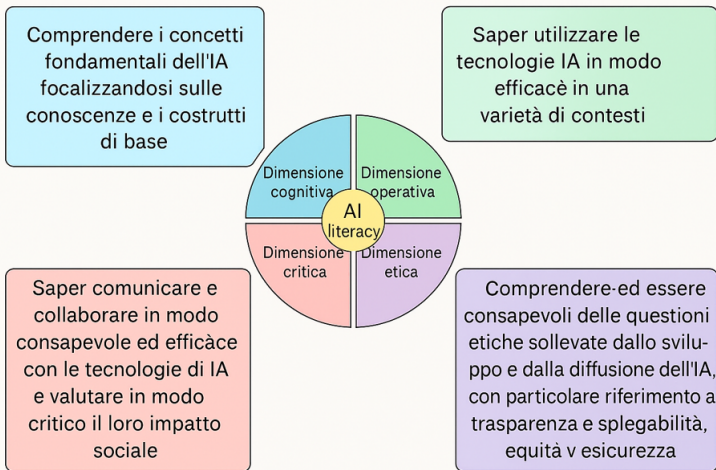 Comprendere i concetti
fondamentali dell'IA
focalizzandosi sulle
conoscenze e i costrutti
di base
Saper utilizzare le
tecnologie IA in modo
efficacè in una
varietà di contesti
Dimensione
cognitiva
Dimensione
operativa
AI
literacy
Dimensione
critica
Dimensione
etica
Saper comunicare e
collaborare in modo
consapevole ed efficàce
con le tecnologie di IA
e valutare in modo
critico il loro impatto
sociale
Comprendere·ed essere
consapevoli delle questioni
etiche sollevate dallo svilu-
ppo e dalla diffusione dell'IA,
con particolare riferimento a
trasparenza e splegabilità,
equità v esicurezza